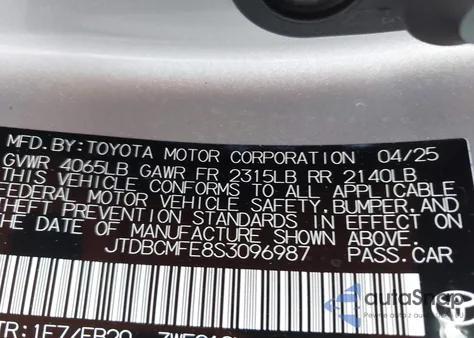 MFD.BY:TOYOTA MOTOR CORPORATION 04/25
GVWR 4065LB GAWR FR 2315LB RR 2140LB
THIS VEHICLE CONFORMS TO ALL APPLICABLE
FEDERAL MOTOR VEHICLE SAFETY,BUMPER,AND
THEFT PREVENTION STANDARDS IN EFFECT ON
THE DATE OF MANUFACTURE SHOWN ABOVE.
JTDBCMFE8S3096987 PASS.CAR
autoSnap